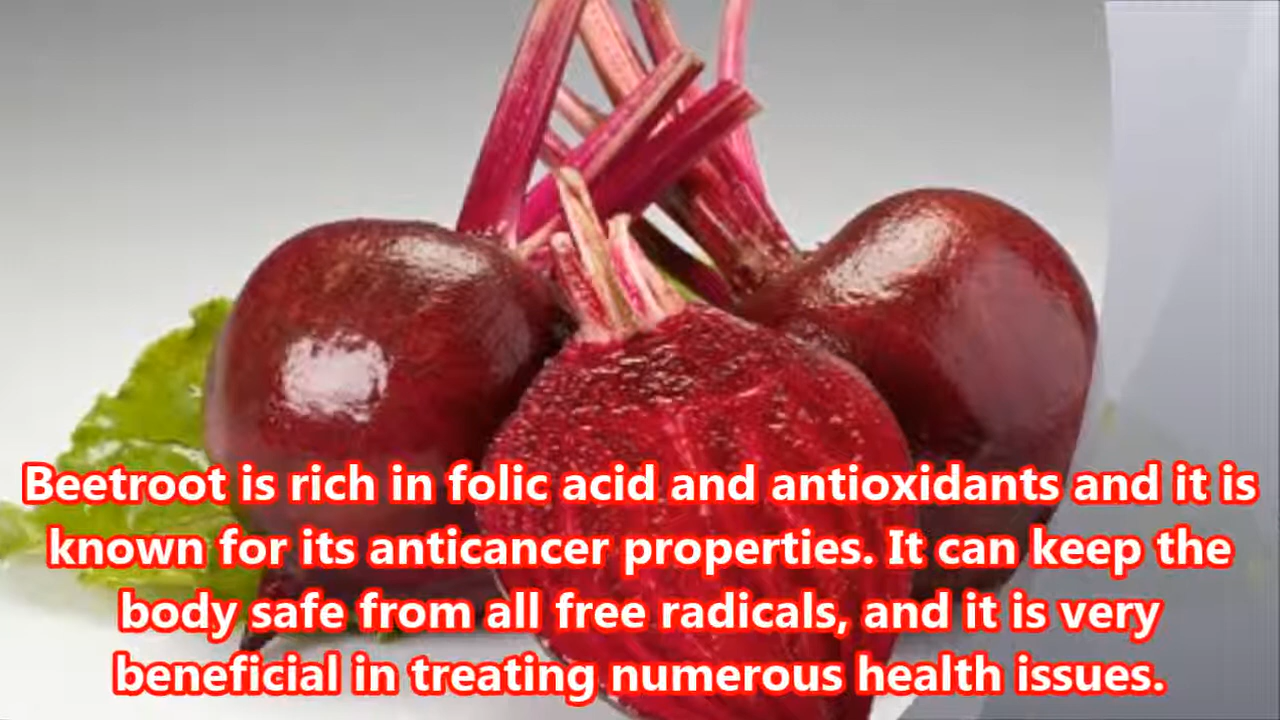 Beetroot is rich in folic acid and antioxidants and it is
known for its anticancer properties. It can keep the
body safe from all free radicals, and it is very
beneficial in treating numerous health issues.